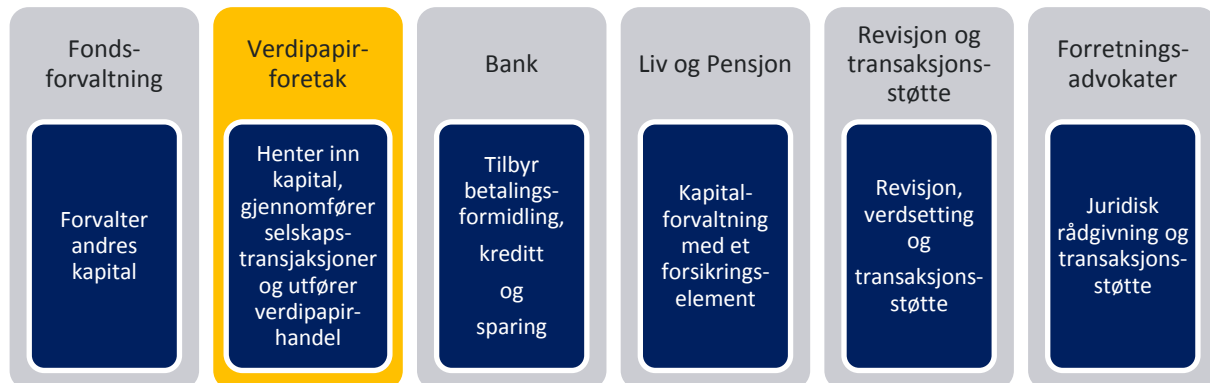 Fonds-
forvaltning
Forvalter
andres
kapital
Verdipapir-
foretak
Henter inn
kapital,
gjennomfører
selskaps-
transjaksjoner
og utfører
verdipapir-
handel
Bank
Tilbyr
betalings-
formidling,
kreditt
og
sparing
Liv og Pensjon
Kapital-
forvaltning
med et
forsikrings-
element
Revisjon og
transaksjons-
støtte
Revisjon,
verdsetting
og
transaksjons-
støtte
Forretnings-
advokater
Juridisk
rådgivning og
transaksjons-
støtte